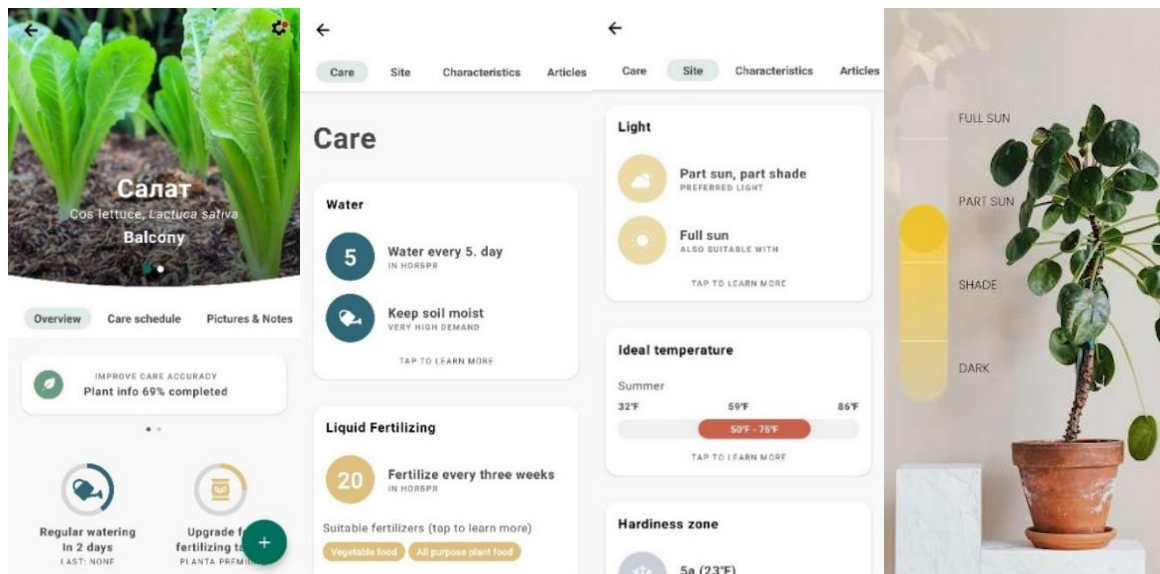 Салат
Cos lettuce, Lactuca sativa
Balcony
Overview Care schedule Pictures & Notes
IMPROVE CARE ACCURACY
Plant info 69% completed
Regular watering
In 2 days
LAST: NONE
Upgrade f
fertilizing ta
PLANTA PREMI
+
Care Site Characteristics Articles
Care
Water
5
Water every 5. day
IN НОЯБРЯ
Keep soil moist
VERY HIGH DEMAND
TAP TO LEARN MORE
Liquid Fertilizing
20
Fertilize every three weeks
IN НОЯБРЯ
Suitable fertilizers (tap to learn more)
Vegetable food All purpose plant food
Care Site Characteristics Articles
Light
Part sun, part shade
PREFERRED LIGHT
Full sun
ALSO SUITABLE WITH
TAP TO LEARN MORE
Ideal temperature
Summer
32°F 59°F 86°F
50°F - 75°F
TAP TO LEARN MORE
Hardiness zone
5a (23°F)
FULL SUN
PART SUN
SHADE
DARK